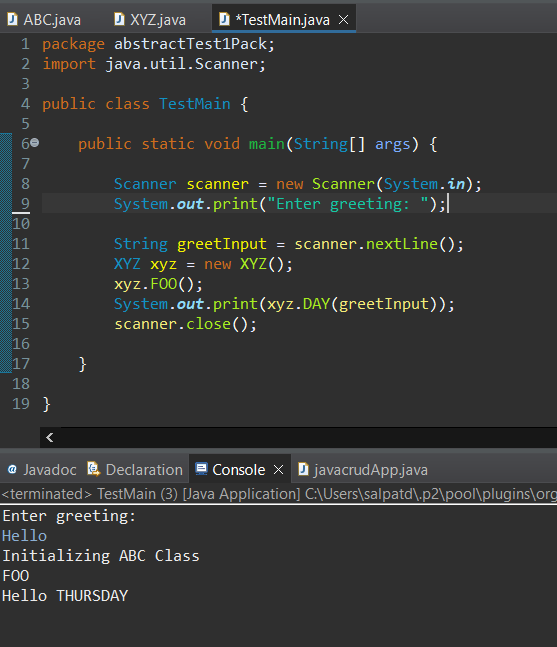 ABC.java XYZ.java *TestMain.java
1 package abstractTest1Pack;
2 import java.util.Scanner;
3
4 public class TestMain {
5
6 public static void main(String[] args) {
7
8 Scanner scanner = new Scanner(System.in);
9 System.out.print("Enter greeting: ");
10
11 String greetInput = scanner.nextLine();
12 XYZ xyz = new XYZ();
13 xyz.FOO();
14 System.out.print(xyz.DAY(greetInput));
15 scanner.close();
16
17 }
18
19 }
@ Javadoc Declaration Console javacrudApp.java
<terminated> TestMain (3) [Java Application] C:\Users\salpatd\.p2\pool\plugins\org
Enter greeting:
Hello
Initializing ABC Class
FOO
Hello THURSDAY